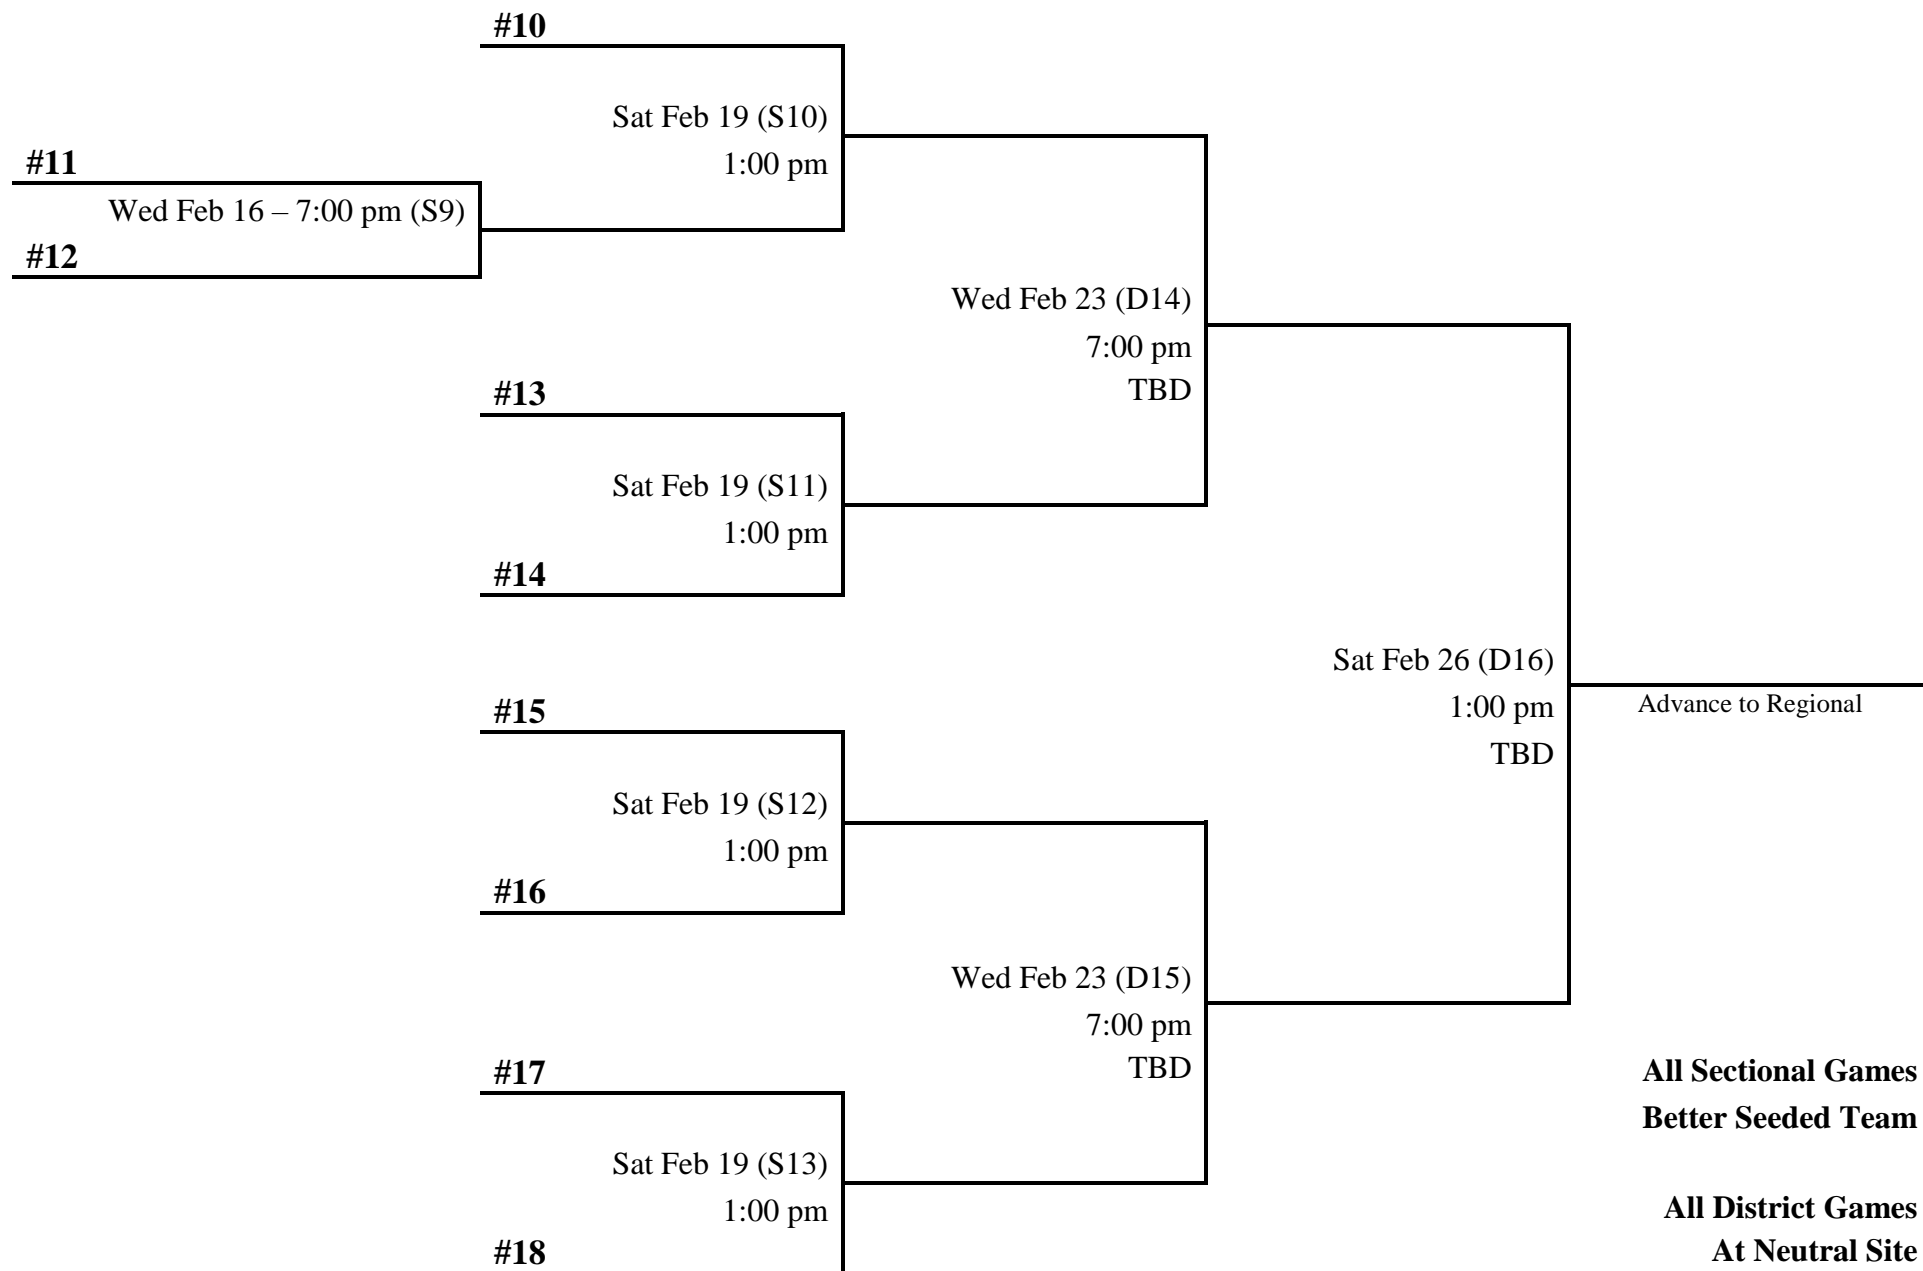 #10
Sat Feb 19 (S10)
1:00 pm
#11
Wed Feb 16 – 7:00 pm (S9)
#12
Wed Feb 23 (D14)
7:00 pm
TBD
#13
Sat Feb 19 (S11)
1:00 pm
#14
Sat Feb 26 (D16)
1:00 pm
TBD
Advance to Regional
#15
Sat Feb 19 (S12)
1:00 pm
#16
Wed Feb 23 (D15)
7:00 pm
TBD
#17
Sat Feb 19 (S13)
1:00 pm
#18
All Sectional Games
Better Seeded Team
All District Games
At Neutral Site